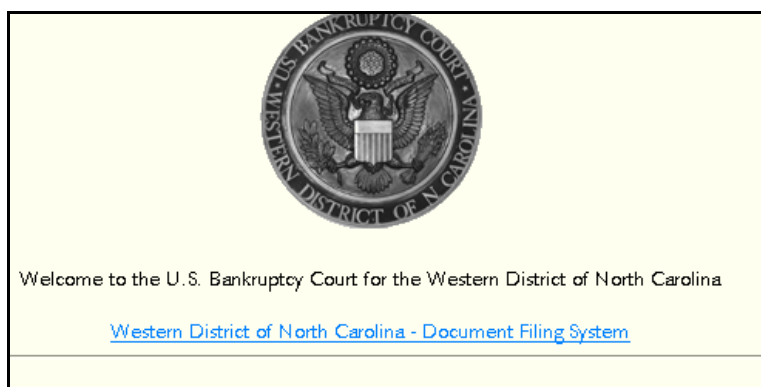 U.S. BANKRUPTCY COURT
WESTERN DISTRICT OF N CAROLINA
Welcome to the U.S. Bankruptcy Court for the Western District of North Carolina
Western District of North Carolina - Document Filing System